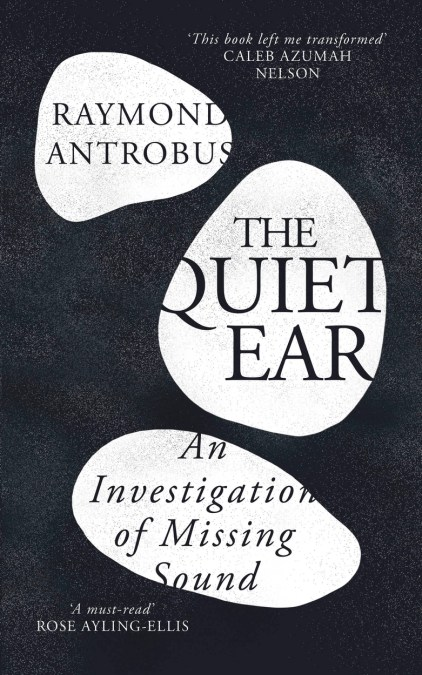 ‘This book left me transformed’
CALEB AZUMAH
NELSON
RAYMOND
ANTROBUS
THE
QUIET
EAR
An
Investigation
of Missing
Sound
‘A must-read’
ROSE AYLING-ELLIS